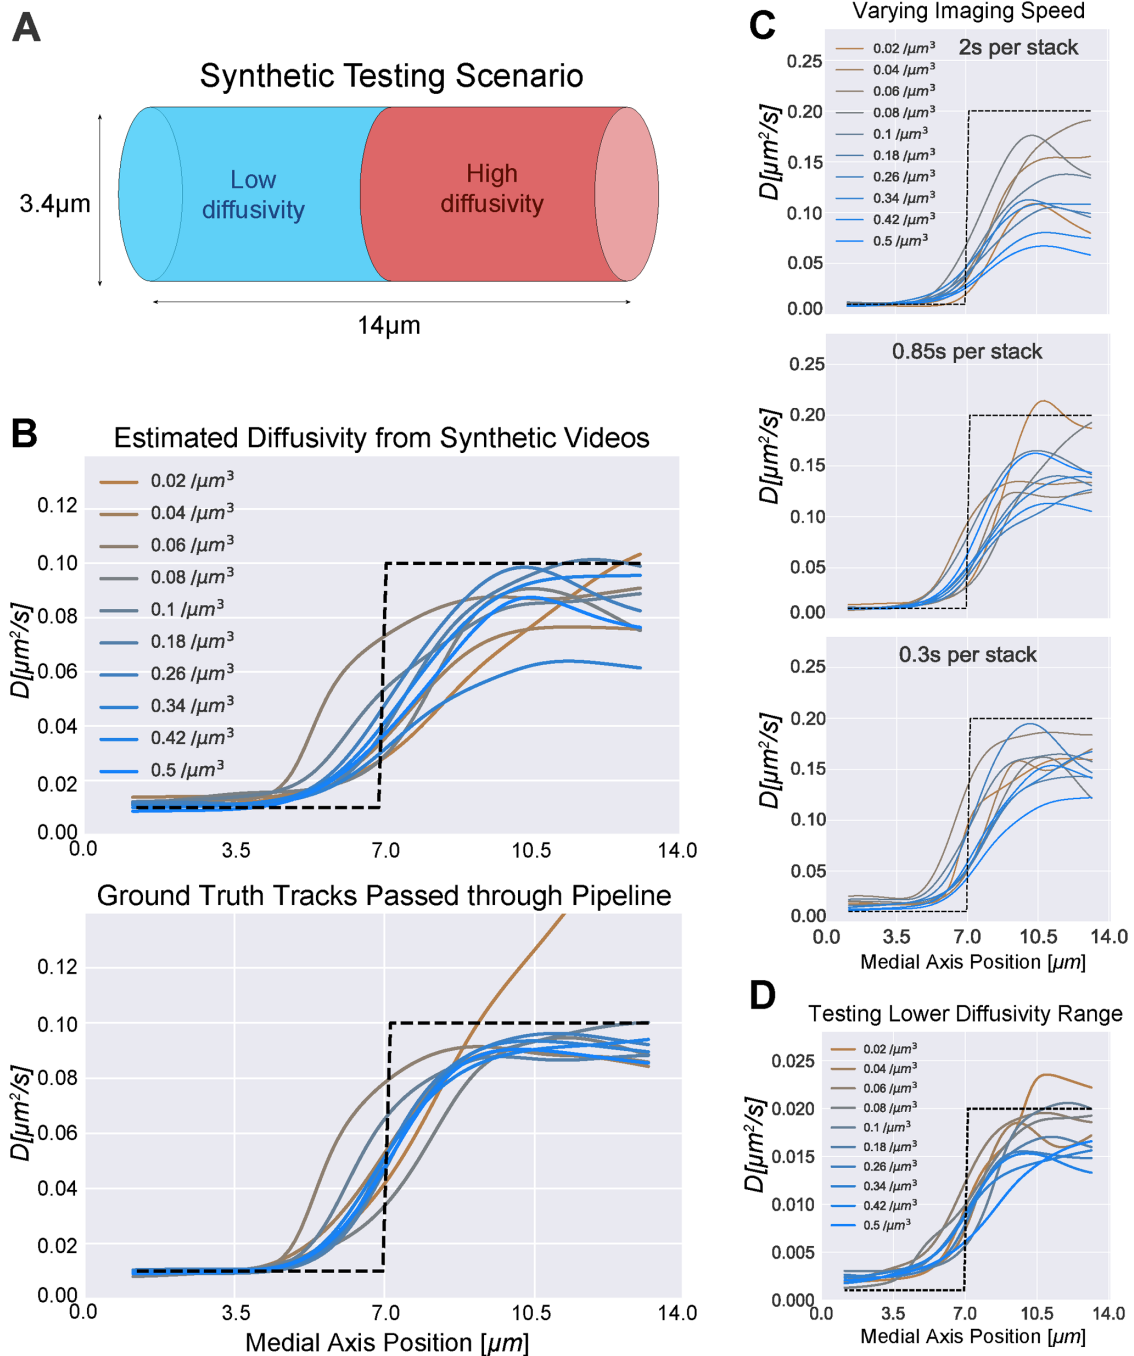 A
Synthetic Testing Scenario
Low
diffusivity
High
diffusivity
3.4μm
14μm
B
Estimated Diffusivity from Synthetic Videos
D[μm²/s]
0.12
0.10
0.08
0.06
0.04
0.02
0.00
0.02 /μm³
0.04 /μm³
0.06 /μm³
0.08 /μm³
0.1 /μm³
0.18 /μm³
0.26 /μm³
0.34 /μm³
0.42 /μm³
0.5 /μm³
0.0 3.5 7.0 10.5 14.0
Ground Truth Tracks Passed through Pipeline
D[μm²/s]
0.12
0.10
0.08
0.06
0.04
0.02
0.00
0.0 3.5 7.0 10.5 14.0
Medial Axis Position [μm]
C
Varying Imaging Speed
2s per stack
D[μm²/s]
0.25
0.20
0.15
0.10
0.05
0.00
0.02 /μm³
0.04 /μm³
0.06 /μm³
0.08 /μm³
0.1 /μm³
0.18 /μm³
0.26 /μm³
0.34 /μm³
0.42 /μm³
0.5 /μm³
0.85s per stack
D[μm²/s]
0.25
0.20
0.15
0.10
0.05
0.00
0.3s per stack
D[μm²/s]
0.25
0.20
0.15
0.10
0.05
0.00
0.0 3.5 7.0 10.5 14.0
Medial Axis Position [μm]
D
Testing Lower Diffusivity Range
D[μm²/s]
0.025
0.020
0.015
0.010
0.005
0.000
0.02 /μm³
0.04 /μm³
0.06 /μm³
0.08 /μm³
0.1 /μm³
0.18 /μm³
0.26 /μm³
0.34 /μm³
0.42 /μm³
0.5 /μm³
0.0 3.5 7.0 10.5 14.0
Medial Axis Position [μm]